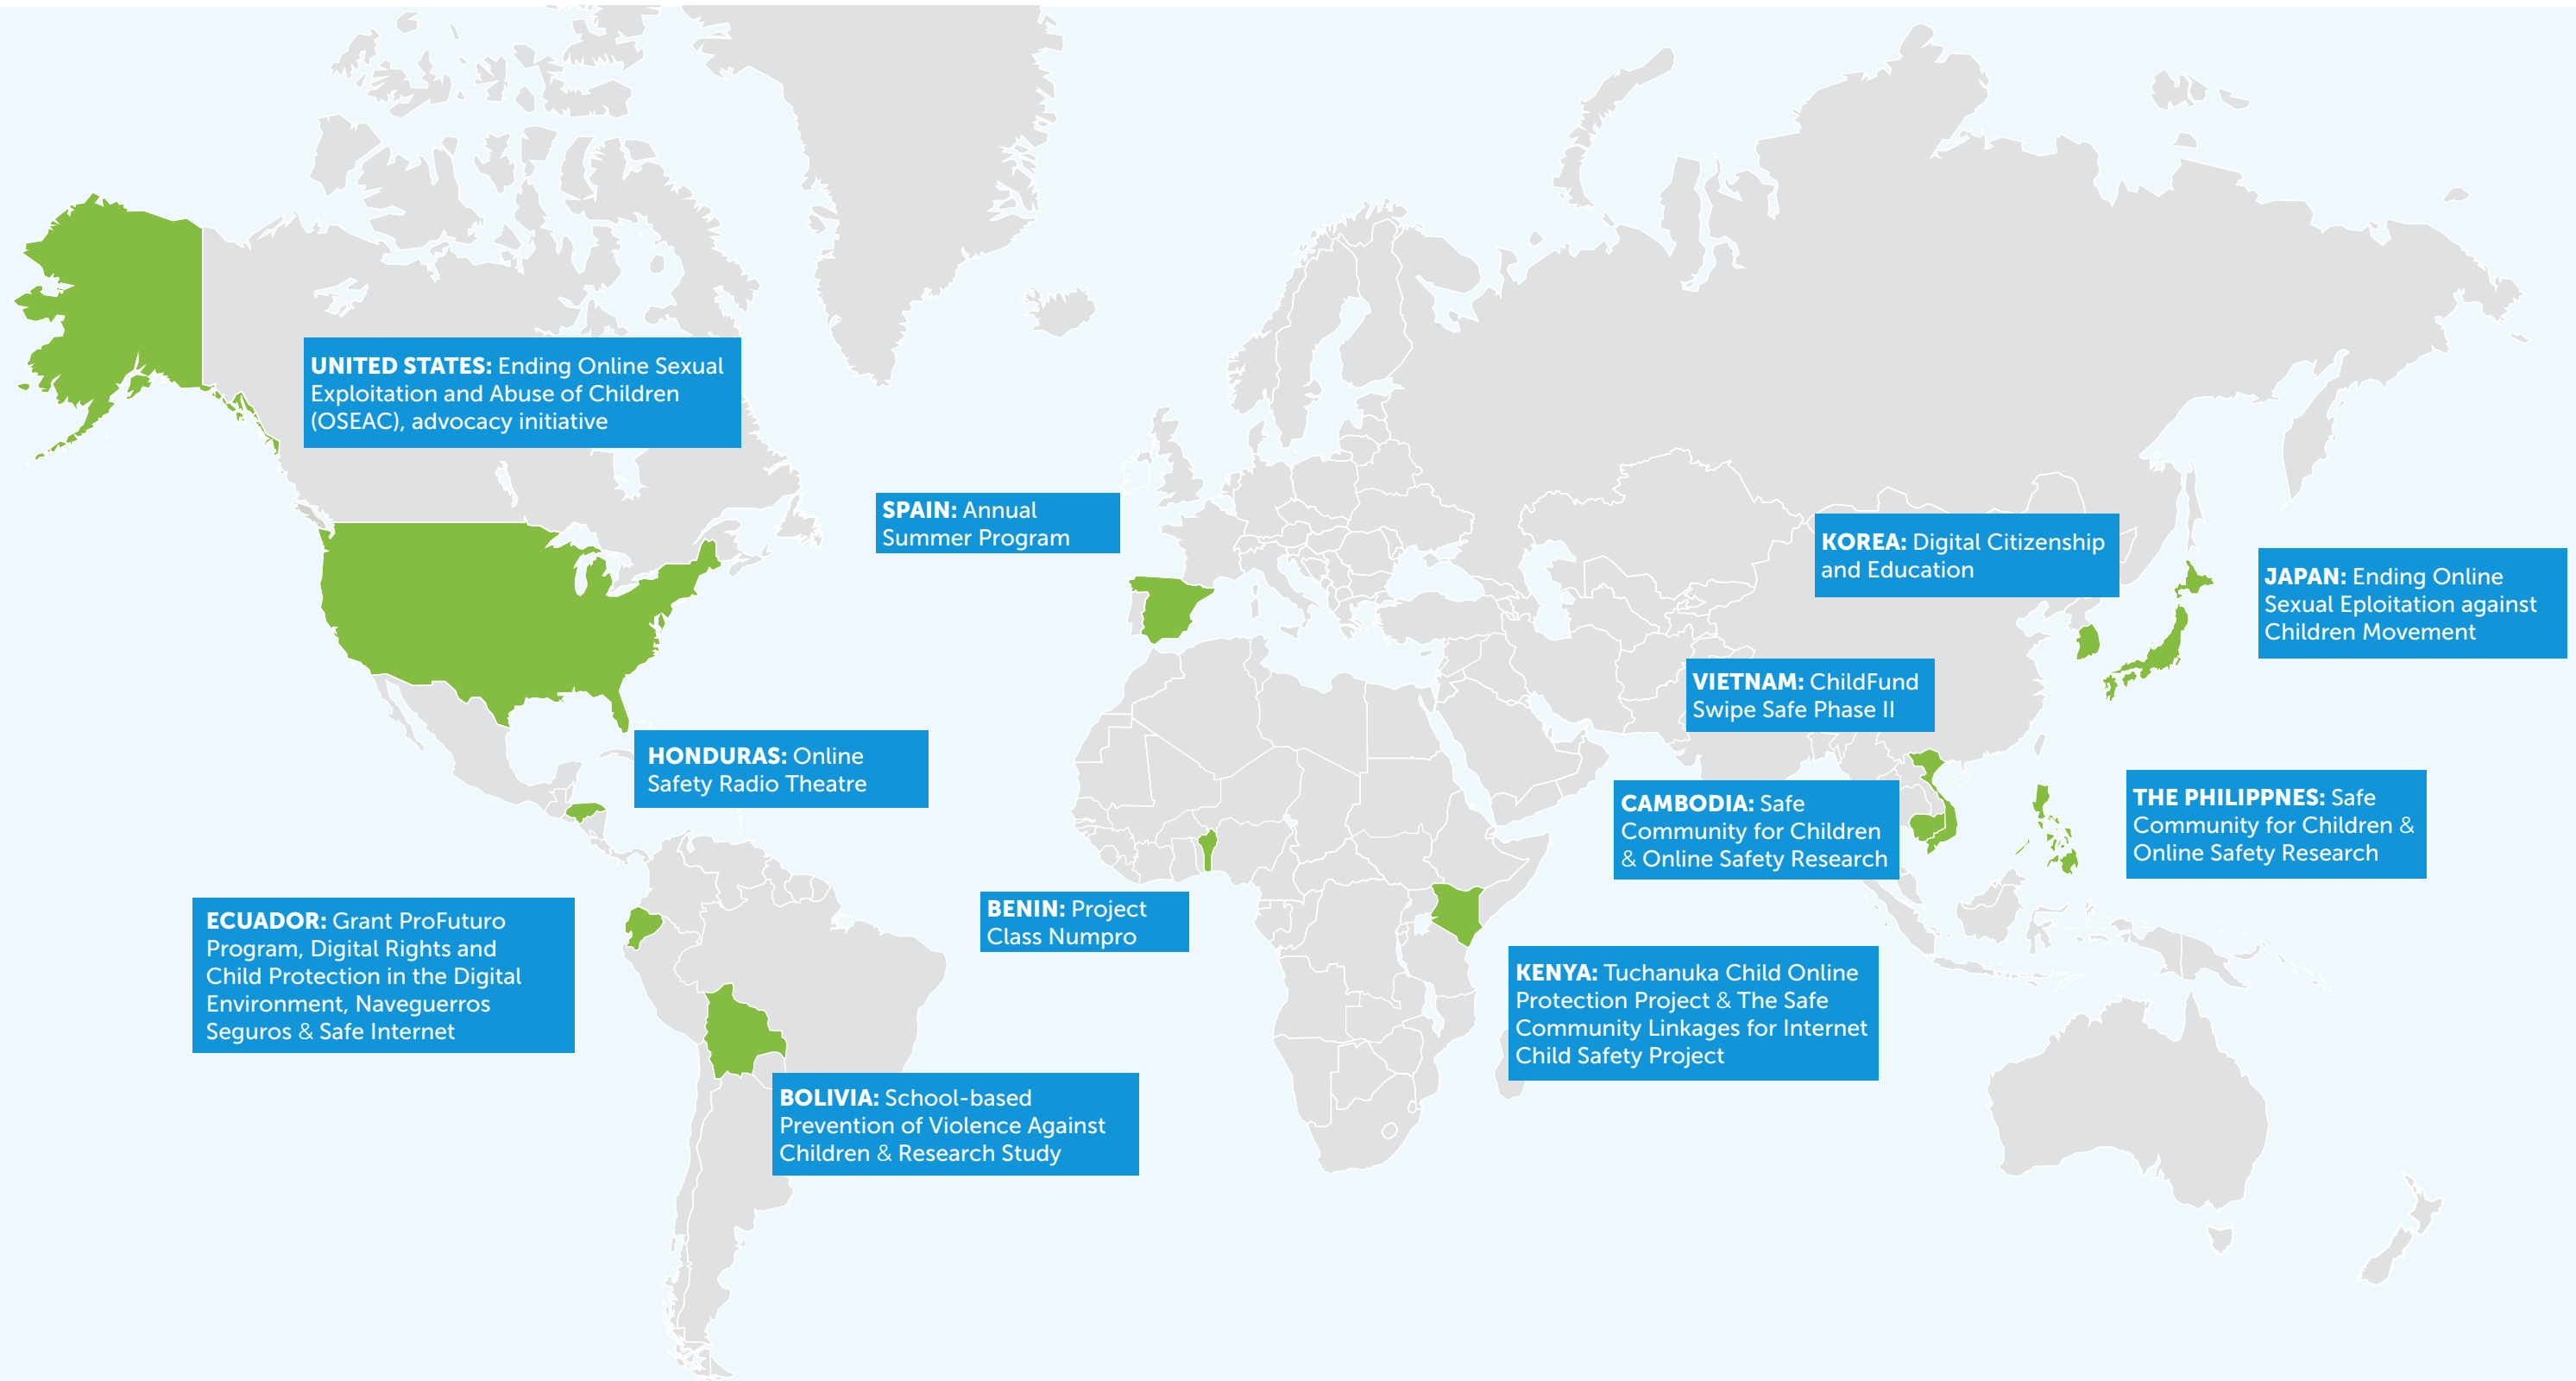 UNITED STATES: Ending Online Sexual
Exploitation and Abuse of Children
(OSEAC), advocacy initiative
SPAIN: Annual
Summer Program
KOREA: Digital Citizenship
and Education
JAPAN: Ending Online
Sexual Eploitation against
Children Movement
VIETNAM: ChildFund
Swipe Safe Phase II
HONDURAS: Online
Safety Radio Theatre
CAMBODIA: Safe
Community for Children
& Online Safety Research
THE PHILIPPNES: Safe
Community for Children &
Online Safety Research
ECUADOR: Grant ProFuturo
Program, Digital Rights and
Child Protection in the Digital
Environment, Naveguerros
Seguros & Safe Internet
BENIN: Project
Class Numpro
KENYA: Tuchanuka Child Online
Protection Project & The Safe
Community Linkages for Internet
Child Safety Project
BOLIVIA: School-based
Prevention of Violence Against
Children & Research Study